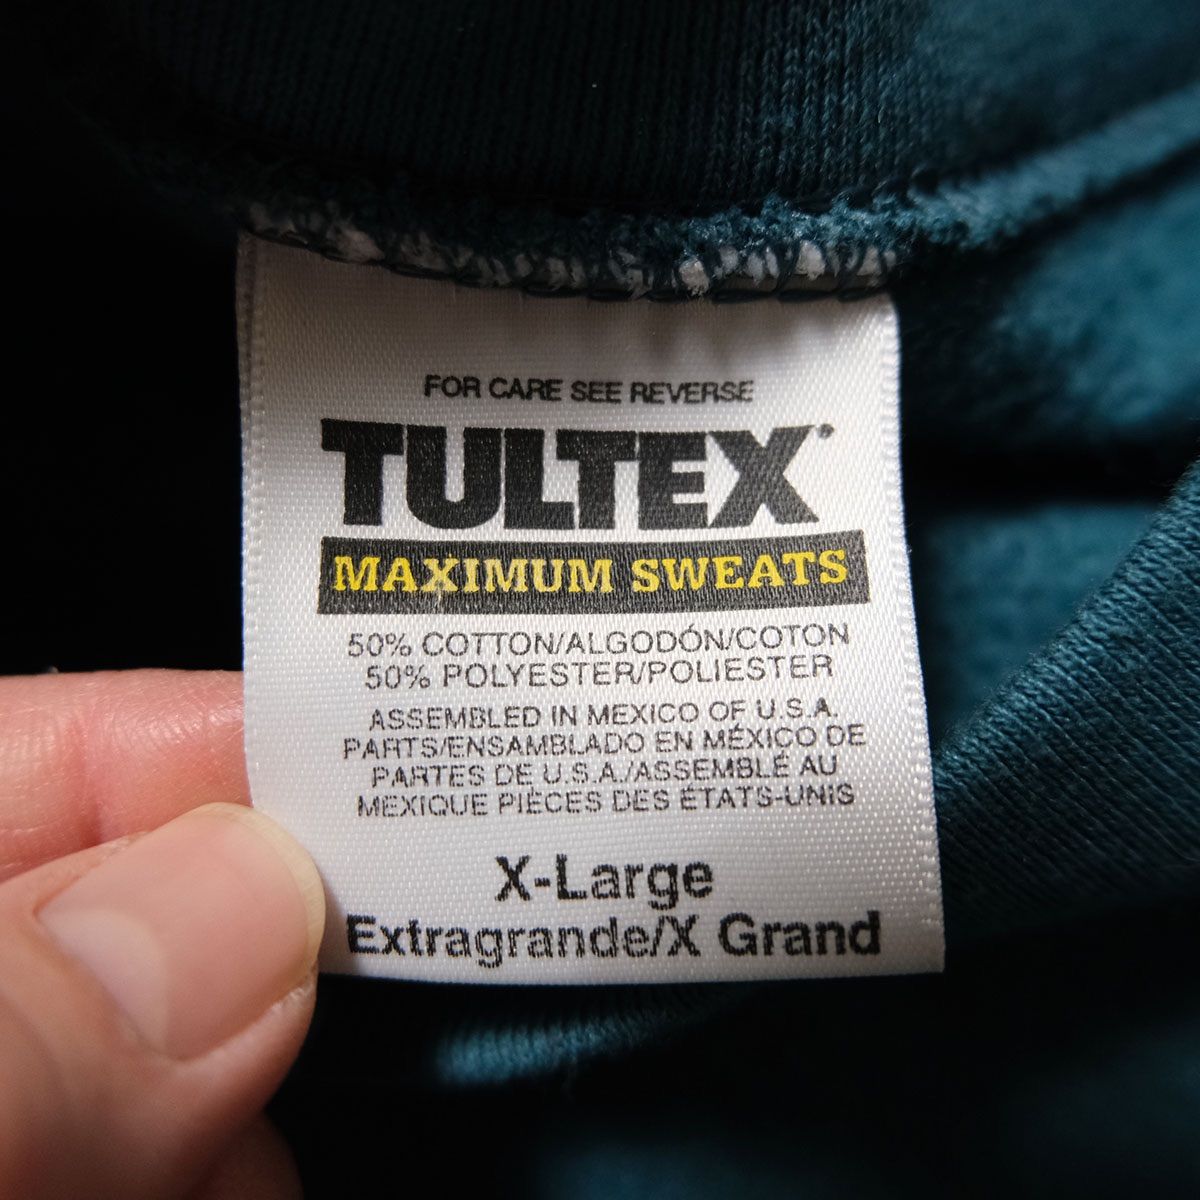 FOR CARE SEE REVERSE
TULTEX®
MAXIMUM SWEATS
50% COTTON/ALGODÓN/COTON
50% POLYESTER/POLIESTER
ASSEMBLED IN MEXICO OF U.S.A.
PARTS/ENSAMBLADO EN MÉXICO DE
PARTES DE U.S.A./ASSEMBLÉ AU
MEXIQUE PIÈCES DES ÉTATS-UNIS
X-Large
Extragrande/X Grand